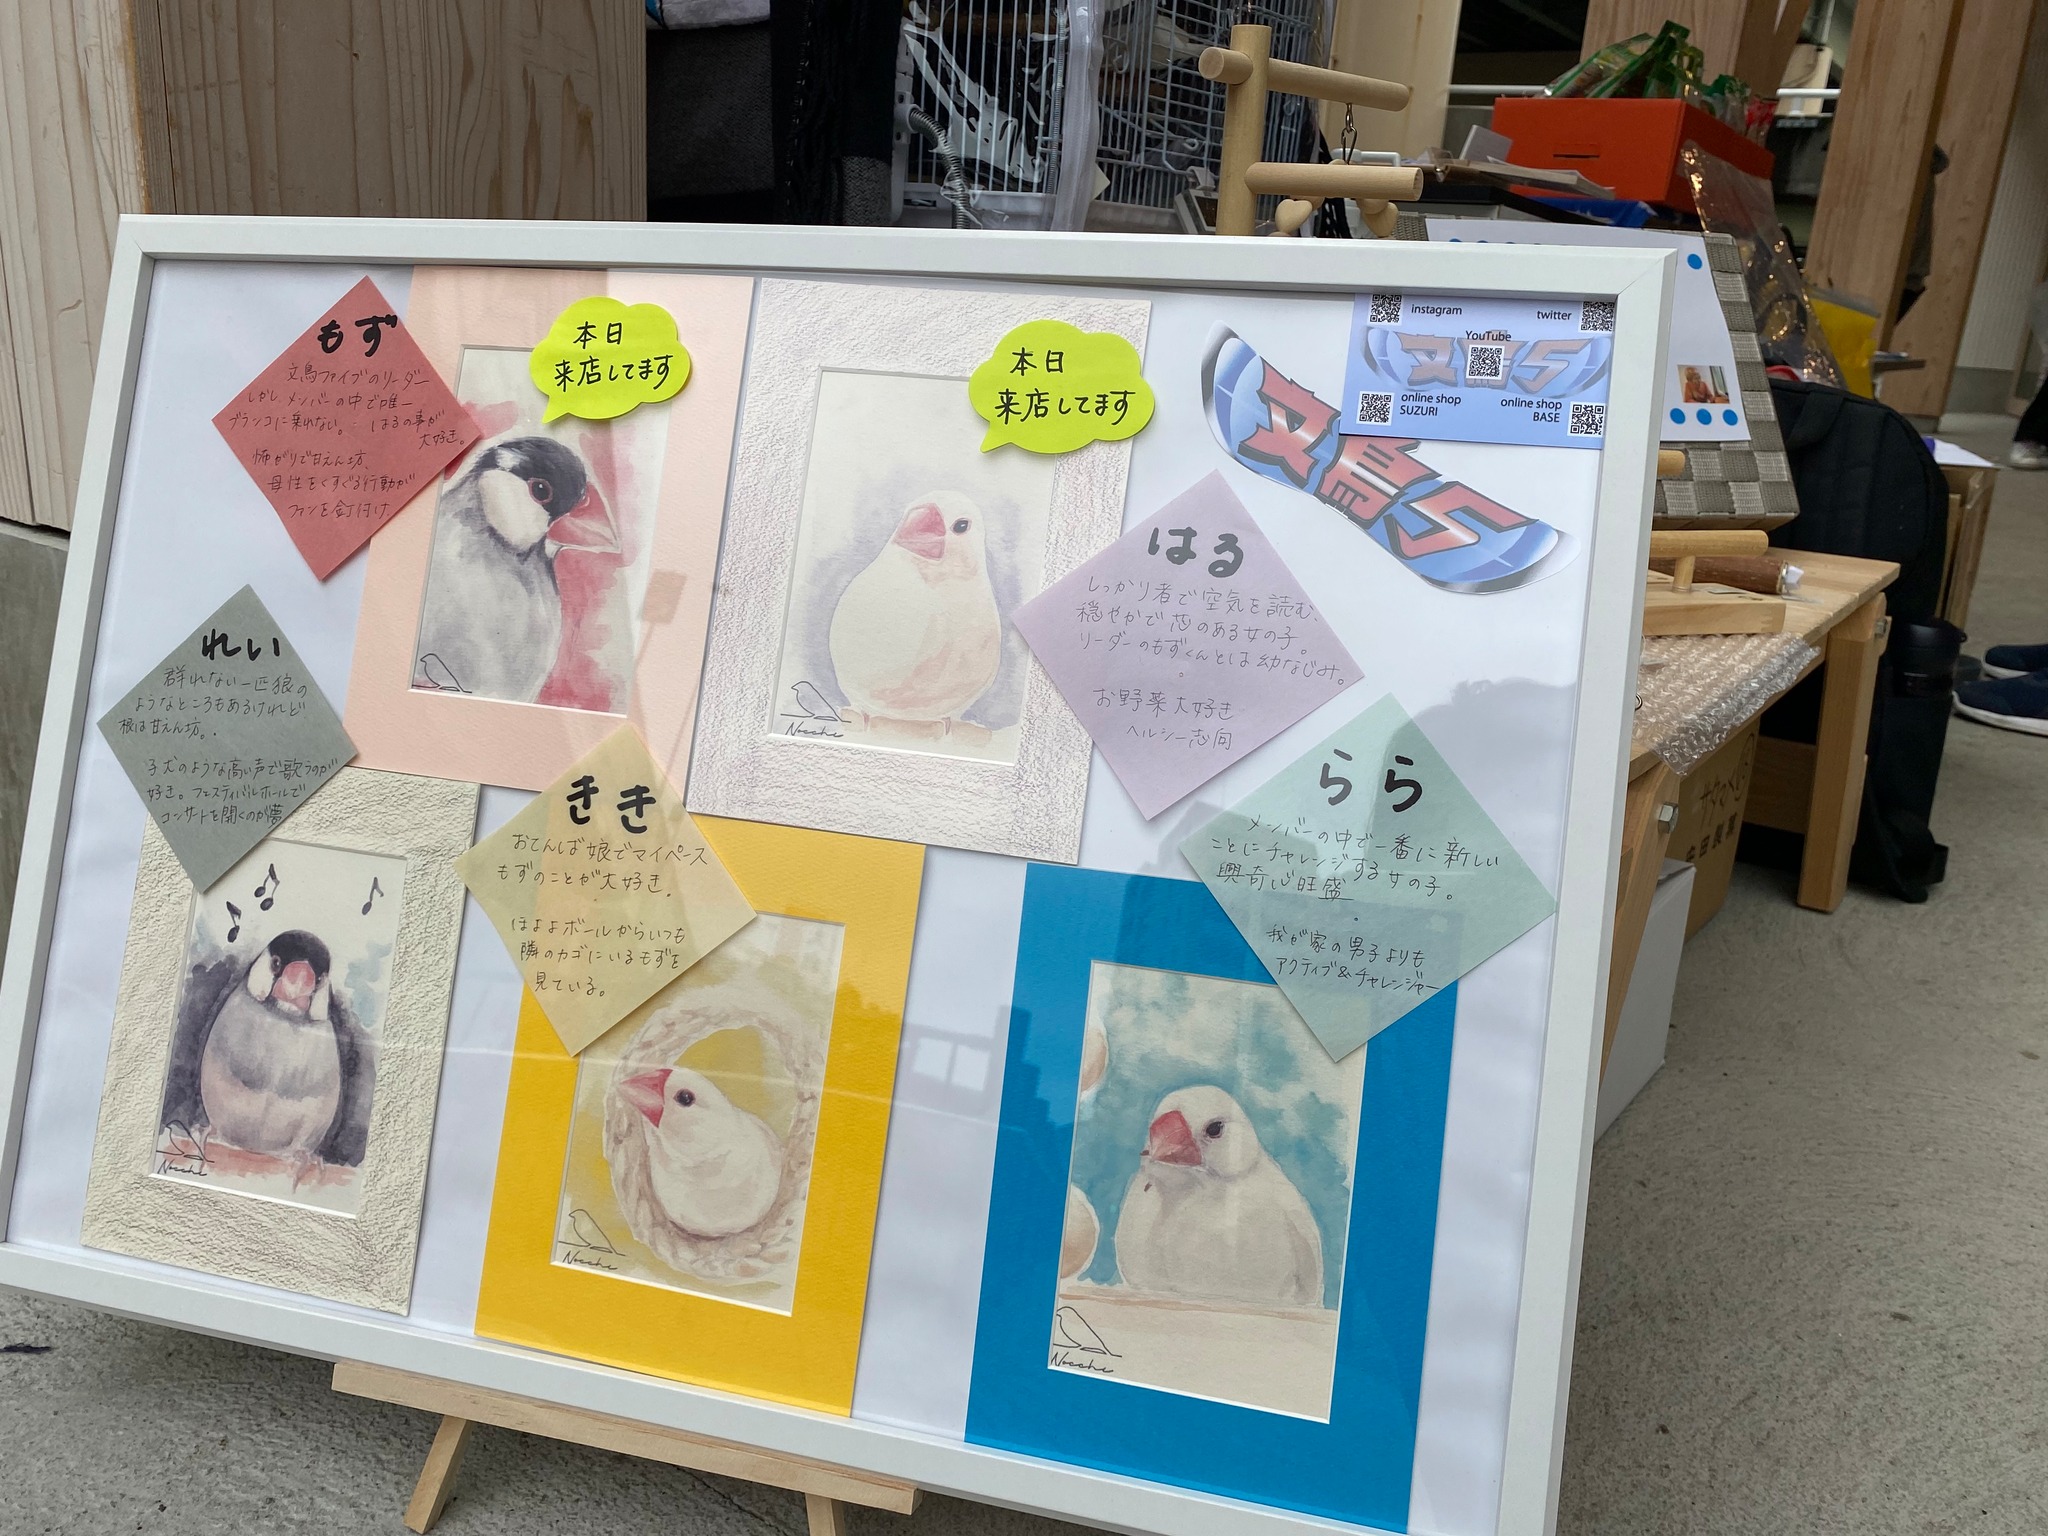 もず
文鳥ファイブのリーダー
しかし メンバーの中で唯一
ブランコに乗れない。 はるの事が
大好き。
怖がりで甘えん坊、
母性をくすぐる行動が
ファンを釘付け
本日
来店してます
本日
来店してます
instagram
twitter
YouTube
文鳥5
online shop
SUZURI
online shop
BASE
文鳥5
はる
しっかり者で空気を読む、
穏やかで芯のある女の子。
リーダーのもずくんとは幼なじみ。
お野菜大好き
ヘルシー志向
れい
群れない一匹狼の
ようなところもあるけれど
根は甘えん坊。
子犬のような高い声で歌うのが
好き。フェスティバルホールで
コンサートを開くのが夢
きき
おてんば娘でマイペース
もずのことが大好き。
ほよよボールからいつも
隣のカゴにいるもずを
見ている。
らら
メンバーの中で一番に新しい
ことにチャレンジする女の子。
興奇心旺盛
我が家の男子よりも
アクティブ&チャレンジャー
Nocchi
Nocchi
Nocchi
Nocchi